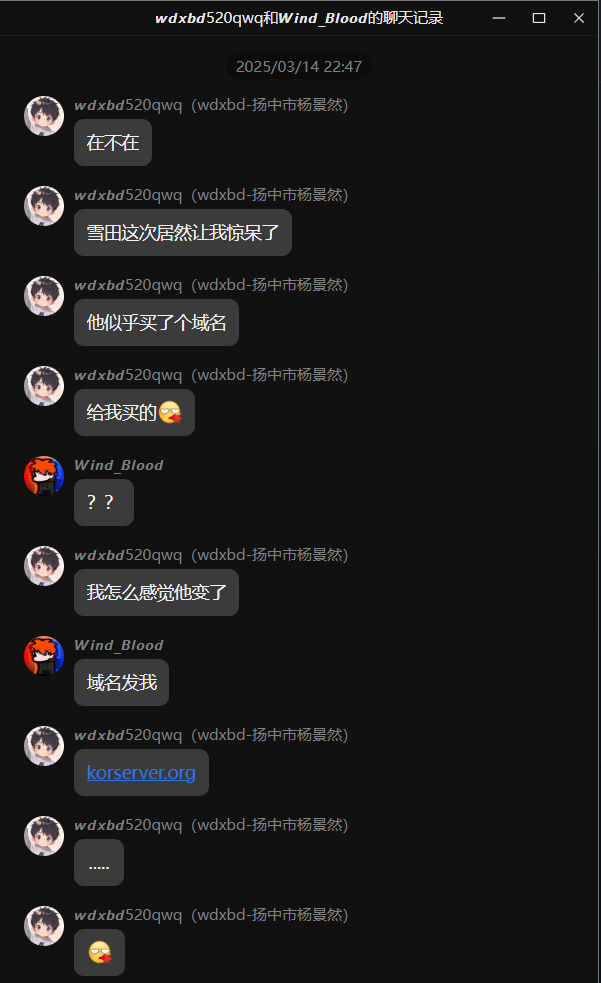 wdxbd520qwq和Wind_Blood的聊天记录
2025/03/14 22:47
wdxbd520qwq（wdxbd-扬中市杨景然）
在不在
wdxbd520qwq（wdxbd-扬中市杨景然）
雪田这次居然让我惊呆了
wdxbd520qwq（wdxbd-扬中市杨景然）
他似乎买了个域名
wdxbd520qwq（wdxbd-扬中市杨景然）
给我买的
Wind_Blood
？？
wdxbd520qwq（wdxbd-扬中市杨景然）
我怎么感觉他变了
Wind_Blood
域名发我
wdxbd520qwq（wdxbd-扬中市杨景然）
korserver.org
wdxbd520qwq（wdxbd-扬中市杨景然）
.....
wdxbd520qwq（wdxbd-扬中市杨景然）